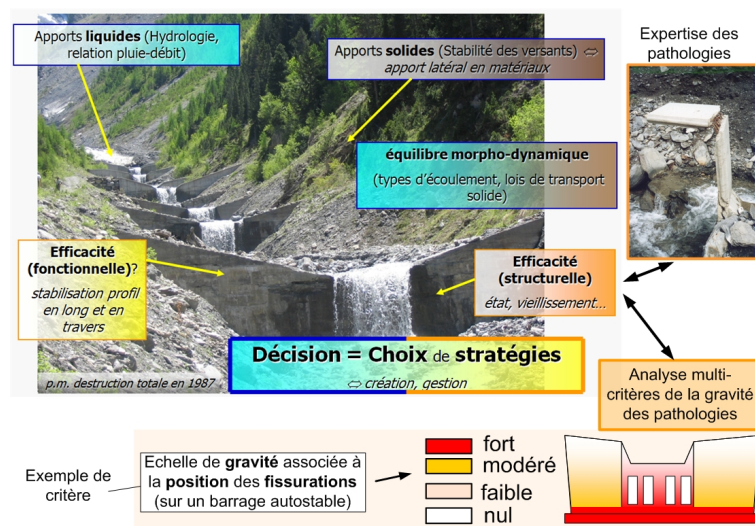 Apports liquides (Hydrologie,
relation pluie-débit)
Apports solides (Stabilité des versants) ⇔
apport latéral en matériaux
Expertise des
pathologies
équilibre morpho-dynamique
(types d'écoulement, lois de transport
solide)
Efficacité
(fonctionnelle)?
stabilisation profil
en long et en
travers
Efficacité
(structurelle)
état, vieillissement...
Décision = Choix de stratégies
⇔ création, gestion
p.m. destruction totale en 1987
Analyse multi-
critères de la gravité
des pathologies
Exemple de
critère
Echelle de gravité associée à
la position des fissurations
(sur un barrage autostable)
fort
modéré
faible
nul